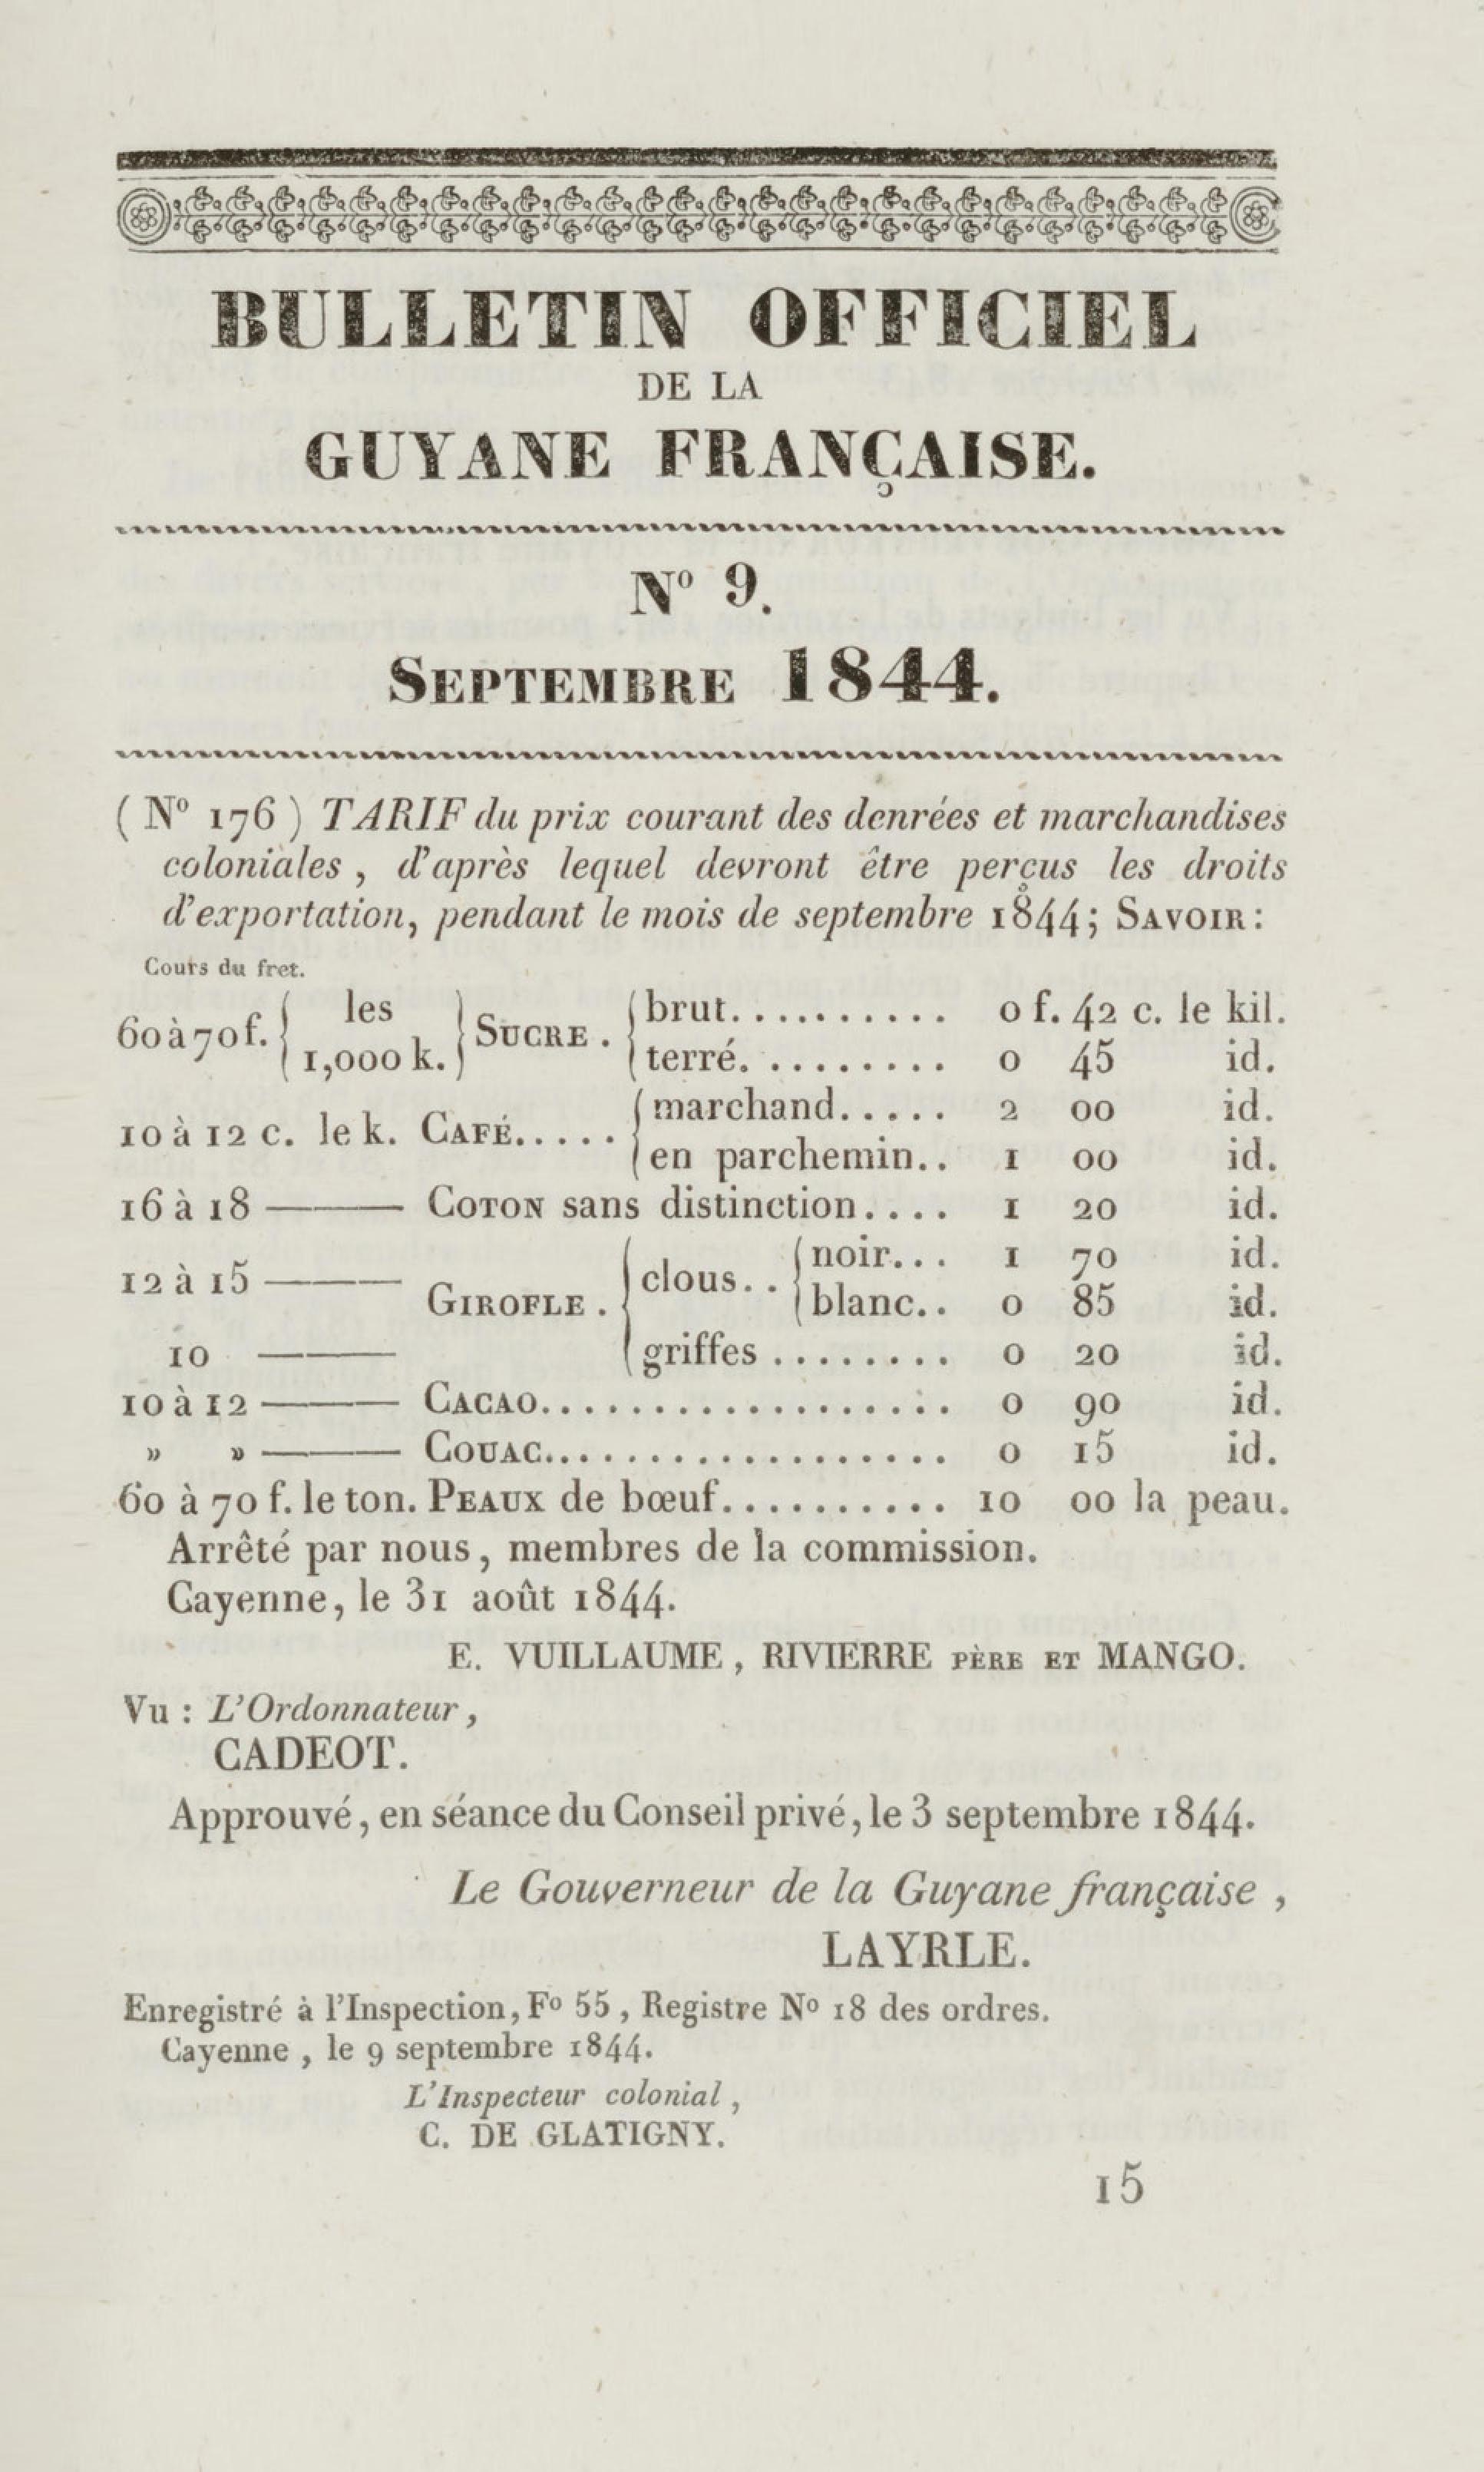 BULLETIN OFFICIEL
DE LA
GUYANE FRANÇAISE.
Nº 9.
SEPTEMBRE 1844.
( Nº 176 ) TARIF du prix courant des denrées et marchandises
coloniales , d'après lequel devront être perçus les droits
d'exportation, pendant le mois de septembre 1844; SAVOIR :
Cours du fret.
60 à 70 f. { les 1,000 k. } SUCRE . { brut. . . . . . . . . . . 0 f. 42 c. le kil.
terré. . . . . . . . . 0 45 id.
10 à 12 c. le k. CAFÉ. . . . . { marchand. . . . . 2 00 id.
en parchemin. . 1 00 id.
16 à 18 ——— COTON sans distinction. . . . 1 20 id.
12 à 15 ——— GIROFLE . { clous. . { noir. . . 1 70 id.
blanc. . 0 85 id.
10 ——— griffes . . . . . . . . 0 20 id.
10 à 12 ——— CACAO. . . . . . . . . . . . . . . . . . 0 90 id.
» » ——— COUAC. . . . . . . . . . . . . . . . . . 0 15 id.
60 à 70 f. le ton. PEAUX de bœuf. . . . . . . . . . 10 00 la peau.
Arrêté par nous, membres de la commission.
Cayenne, le 31 août 1844.
E. VUILLAUME , RIVIERRE PÈRE ET MANGO.
Vu : L'Ordonnateur ,
CADEOT.
Approuvé, en séance du Conseil privé, le 3 septembre 1844.
Le Gouverneur de la Guyane française ,
LAYRLE.
Enregistré à l'Inspection, Fº 55 , Registre Nº 18 des ordres.
Cayenne , le 9 septembre 1844.
L'Inspecteur colonial ,
C. DE GLATIGNY.
15